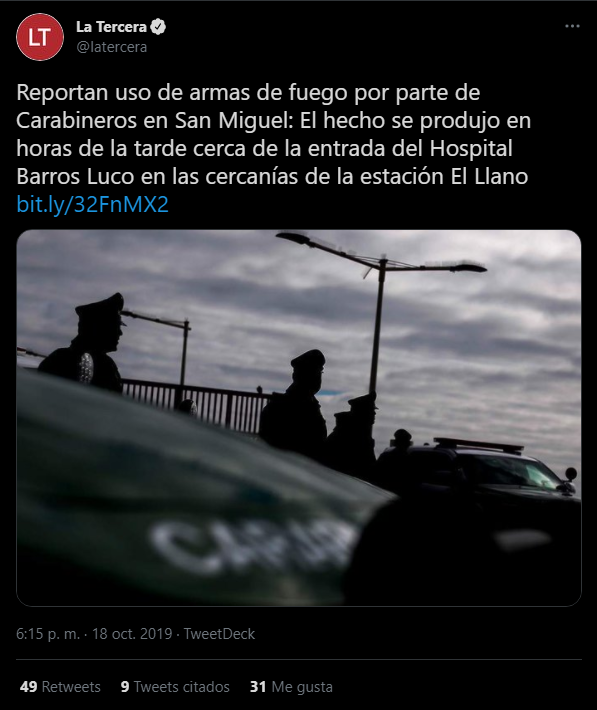 LT
La Tercera
@latercera
Reportan uso de armas de fuego por parte de
Carabineros en San Miguel: El hecho se produjo en
horas de la tarde cerca de la entrada del Hospital
Barros Luco en las cercanías de la estación El Llano
bit.ly/32FnMX2
6:15 p. m. · 18 oct. 2019 · TweetDeck
49 Retweets 9 Tweets citados 31 Me gusta